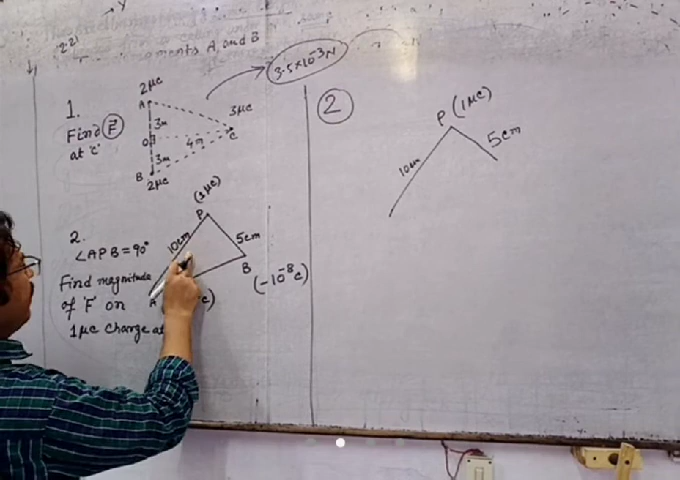 Y
22
ments A, and B
3.5×10⁻³N
1.
Find F⃗
at 'c'
2μc
A
3m
O
4m
3μc
C
3m
B
2μc
2.
∠APB = 90°
Find magnitude
of 'F' on
1μc charge at
P
(1μc)
10cm
5cm
B
(-10⁻⁸c)
A
c)
2
P (1μc)
10cm
5cm